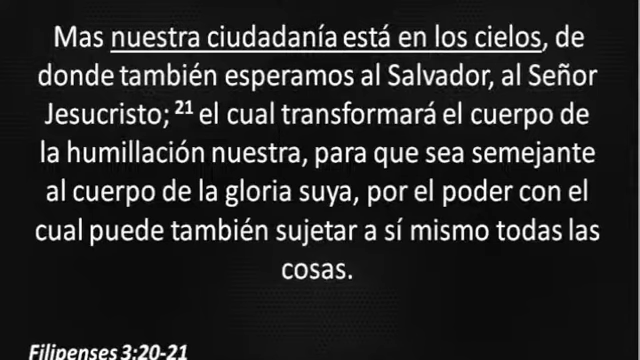 Mas nuestra ciudadanía está en los cielos, de
donde también esperamos al Salvador, al Señor
Jesucristo; 21 el cual transformará el cuerpo de
la humillación nuestra, para que sea semejante
al cuerpo de la gloria suya, por el poder con el
cual puede también sujetar a sí mismo todas las
cosas.
Filipenses 3:20-21